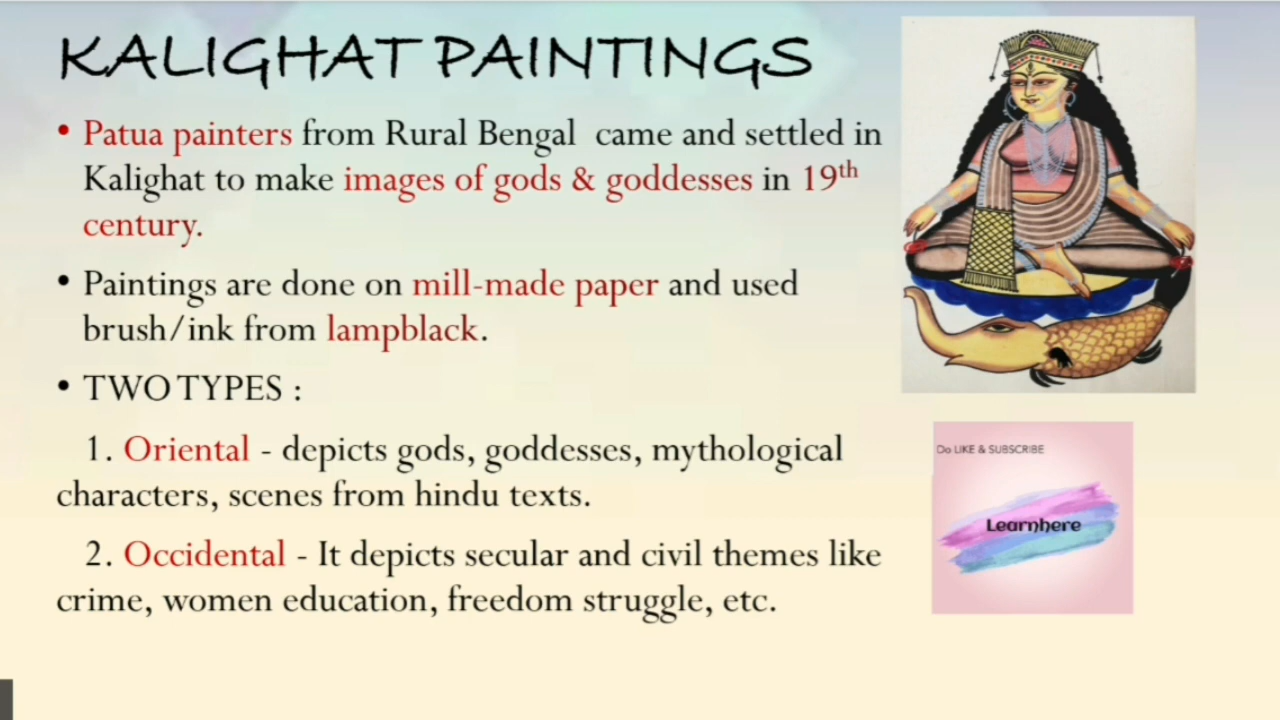 KALIGHAT PAINTINGS
• Patua painters from Rural Bengal came and settled in
Kalighat to make images of gods & goddesses in 19th
century.
• Paintings are done on mill-made paper and used
brush/ink from lampblack.
• TWO TYPES :
1. Oriental - depicts gods, goddesses, mythological
characters, scenes from hindu texts.
2. Occidental - It depicts secular and civil themes like
crime, women education, freedom struggle, etc.
Do LIKE & SUBSCRIBE
Learnhere